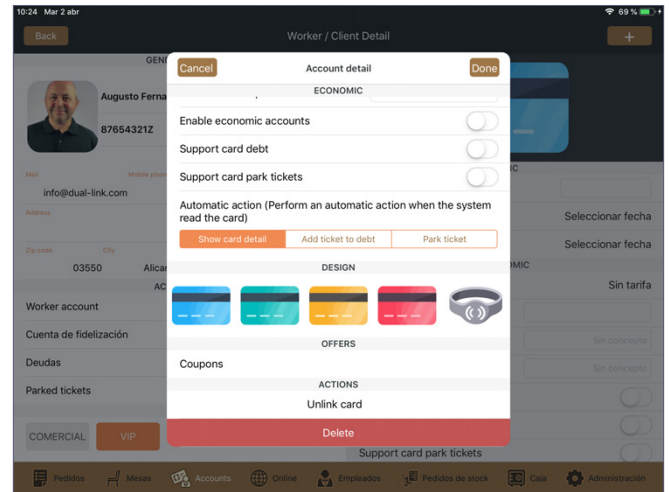 10:24 Mar 2 abr
69 %
Back
Worker / Client Detail
+
Augusto Ferna
87654321Z
Mail
Mobile phon
info@dual-link.com
Address
Zip code
City
03550
Alica
AC
Worker account
Cuenta de fidelización
Deudas
Parked tickets
COMERCIAL
VIP
Cancel
Account detail
Done
ECONOMIC
Enable economic accounts
Support card debt
Support card park tickets
Automatic action (Perform an automatic action when the system
read the card)
Show card detail
Add ticket to debt
Park ticket
DESIGN
OFFERS
Coupons
ACTIONS
Unlink card
Delete
IC
Seleccionar fecha
Seleccionar fecha
OMIC
Sin tarifa
Sin concepto
Sin concepto
Support card park tickets
Pedidos
Mesas
Accounts
Online
Empleados
Pedidos de stock
Caja
Administración